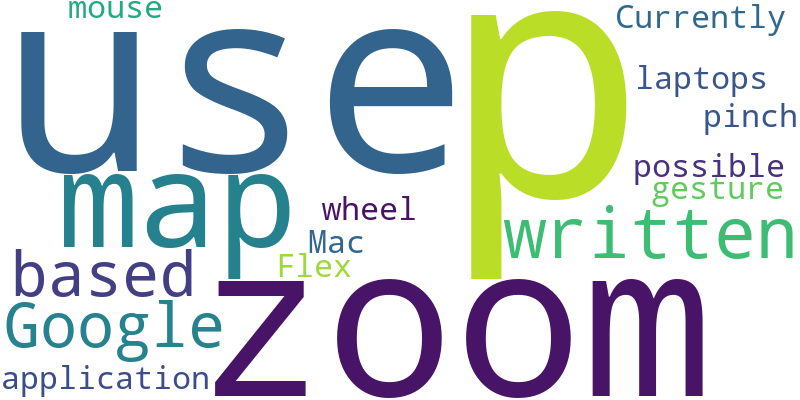 mouse
Currently
use
p
laptops
pinch
map
possible
gesture
wheel
written
Mac
based
Flex
Google
zoom
application